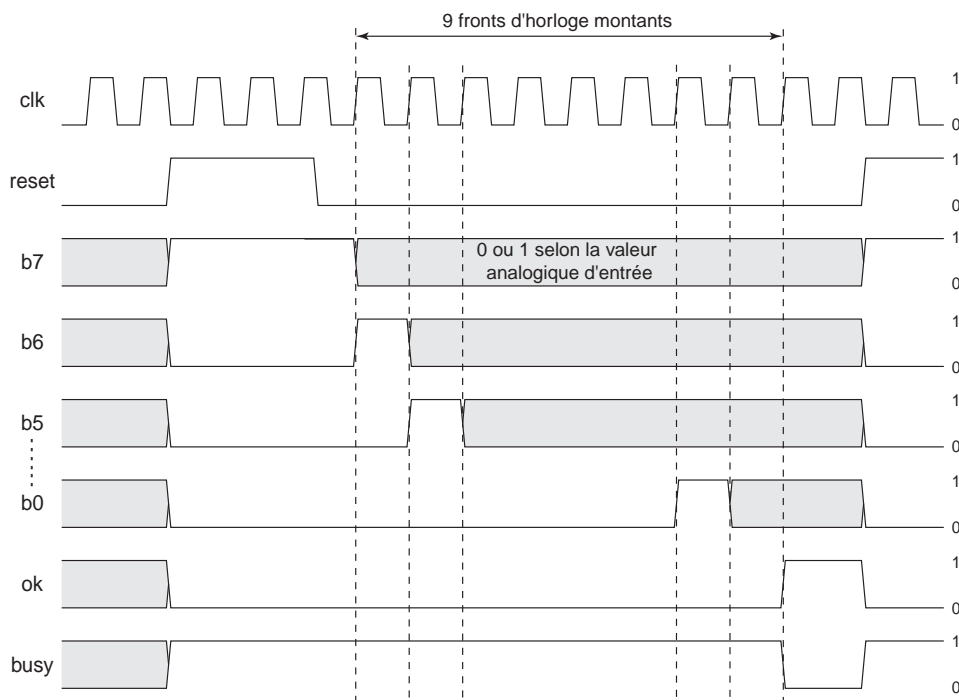 9 fronts d'horloge montants
clk
1
0
reset
1
0
b7
0 ou 1 selon la valeur
analogique d'entrée
1
0
b6
1
0
b5
1
0
b0
1
0
ok
1
0
busy
1
0